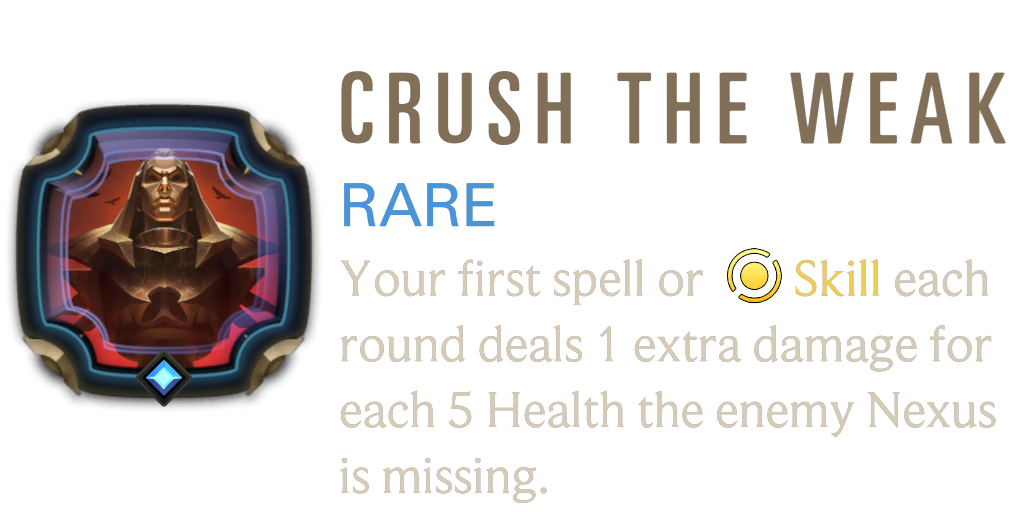 CRUSH THE WEAK
RARE
Your first spell or Skill each
round deals 1 extra damage for
each 5 Health the enemy Nexus
is missing.